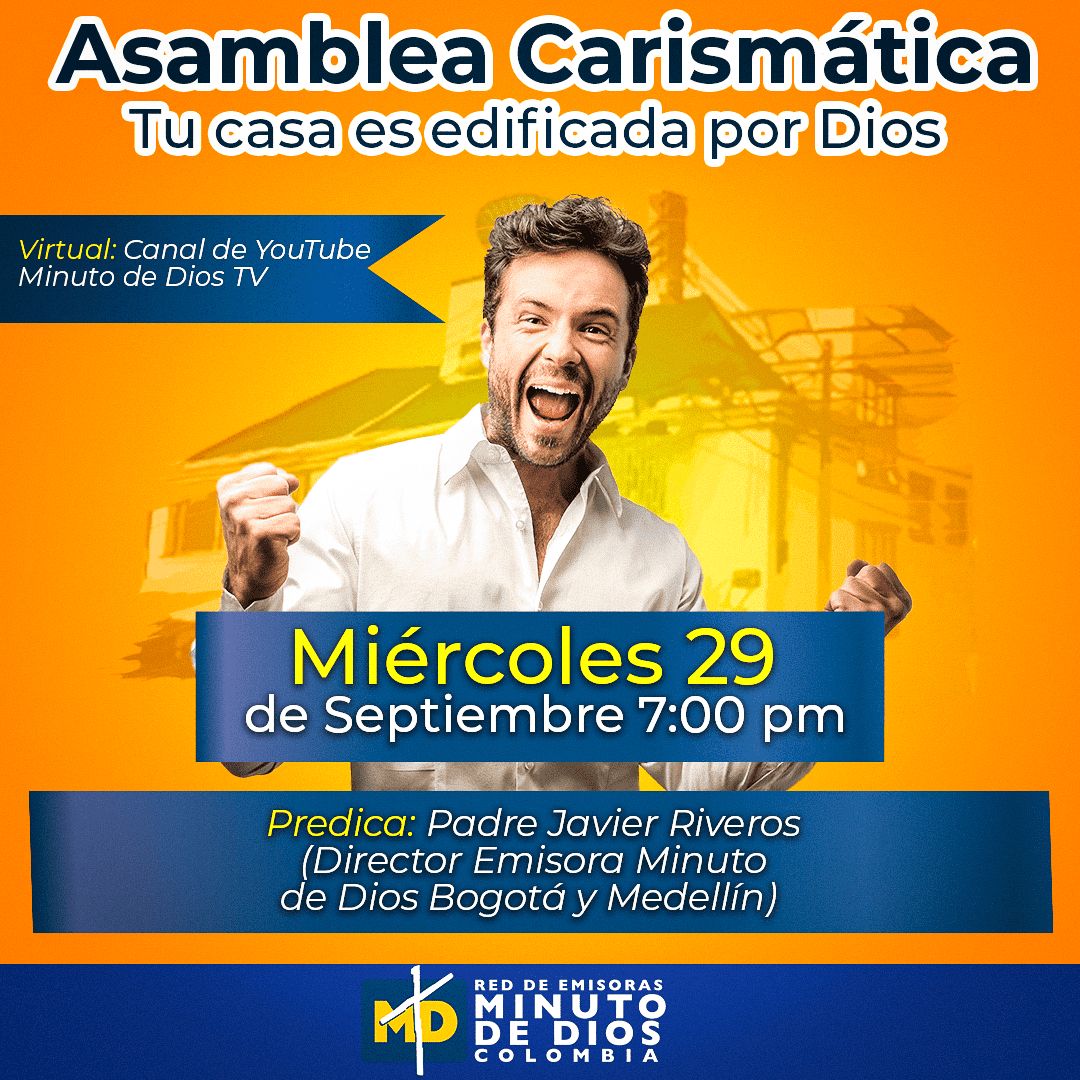 Asamblea Carismática
Tu casa es edificada por Dios
Virtual: Canal de YouTube
Minuto de Dios TV
Miércoles 29
de Septiembre 7:00 pm
Predica: Padre Javier Riveros
(Director Emisora Minuto
de Dios Bogotá y Medellín)
MD
RED DE EMISORAS
MINUTO
DE DIOS
COLOMBIA